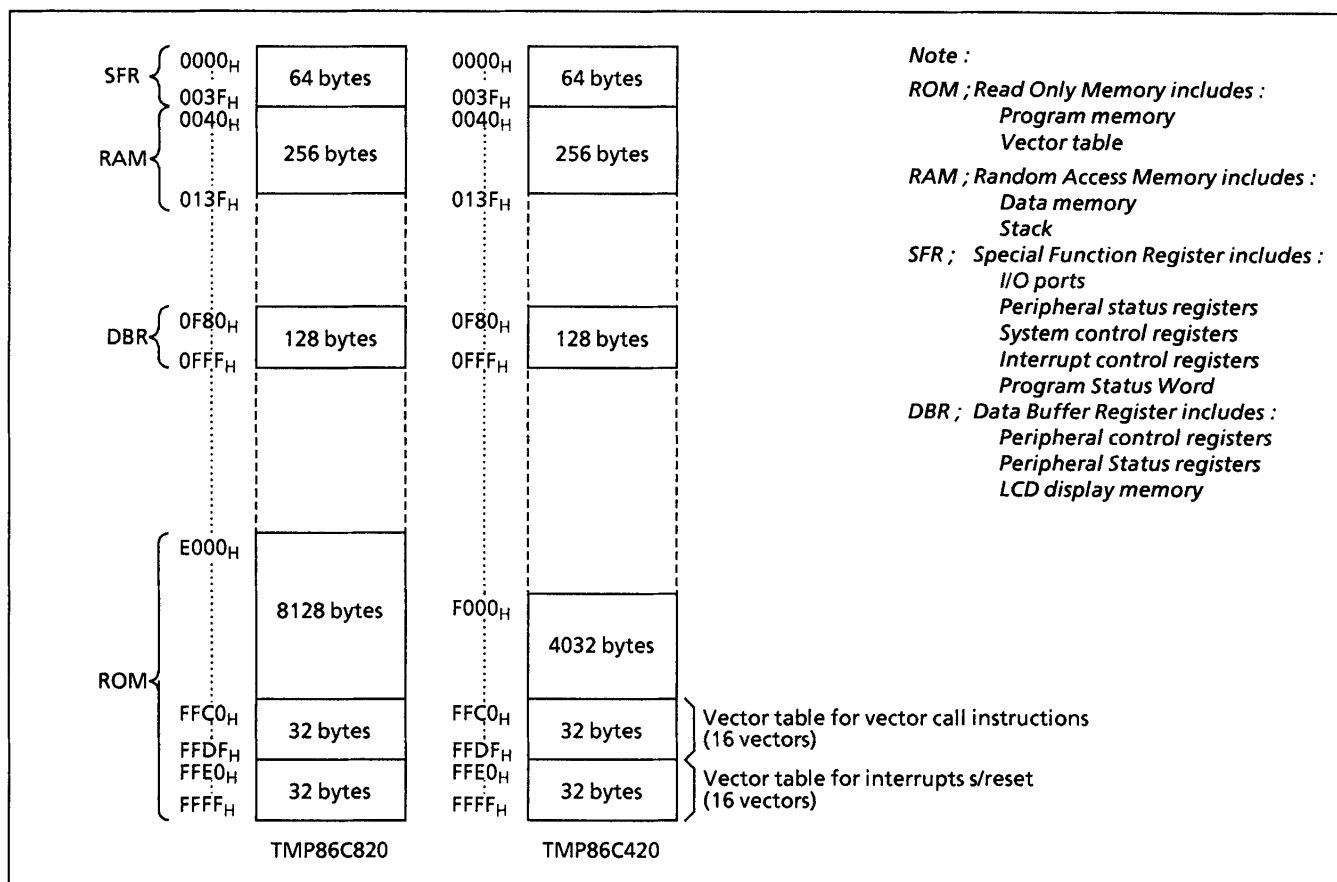 SFR
0000H
003FH
64 bytes
RAM
0040H
013FH
256 bytes
DBR
0F80H
0FFFH
128 bytes
ROM
E000H
8128 bytes
FFC0H
FFDFH
32 bytes
FFE0H
FFFFH
32 bytes
TMP86C820
0000H
003FH
64 bytes
0040H
013FH
256 bytes
0F80H
0FFFH
128 bytes
F000H
4032 bytes
FFC0H
FFDFH
32 bytes
FFE0H
FFFFH
32 bytes
TMP86C420
Vector table for vector call instructions
(16 vectors)
Vector table for interrupts s/reset
(16 vectors)
Note :
ROM ; Read Only Memory includes :
Program memory
Vector table
RAM ; Random Access Memory includes :
Data memory
Stack
SFR ; Special Function Register includes :
I/O ports
Peripheral status registers
System control registers
Interrupt control registers
Program Status Word
DBR ; Data Buffer Register includes :
Peripheral control registers
Peripheral Status registers
LCD display memory